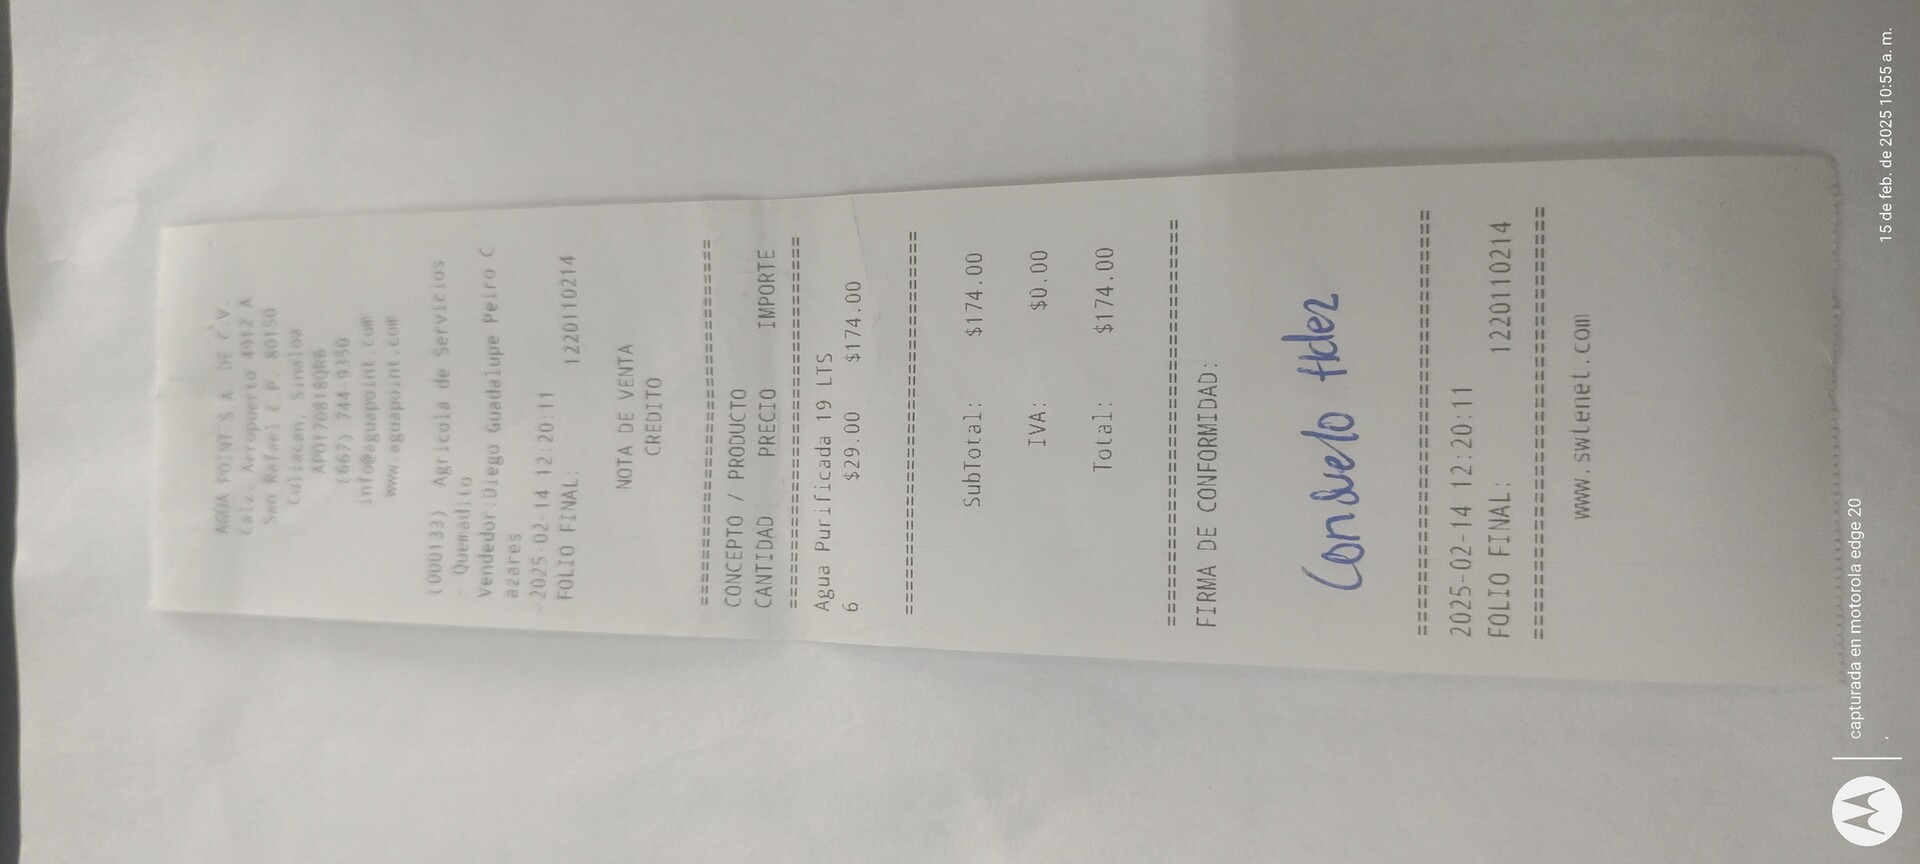 AGUA POINT'S A. DE C.V.
Calz. Aeropuerto 4912 A
San Rafael C P. 80150
Culiacan, Sinaloa
APO170818QR6
(667) 744-9350
info@aguapoint.com
www.aguapoint.com
(000133) Agricola de Servicios
- Quemadito
Vendedor:Diego Guadalupe Peiro C
azares
2025-02-14 12:20:11
FOLIO FINAL: 1220110214
NOTA DE VENTA
CREDITO
================================
CONCEPTO / PRODUCTO
CANTIDAD PRECIO IMPORTE
================================
Agua Purificada 19 LTS
6 $29.00 $174.00
================================
SubTotal: $174.00
IVA: $0.00
Total: $174.00
================================
FIRMA DE CONFORMIDAD:
Consuelo Hdez
================================
2025-02-14 12:20:11
FOLIO FINAL: 1220110214
================================
www.swtenet.com
capturada en motorola edge 20
15 de feb. de 2025 10:55 a. m.